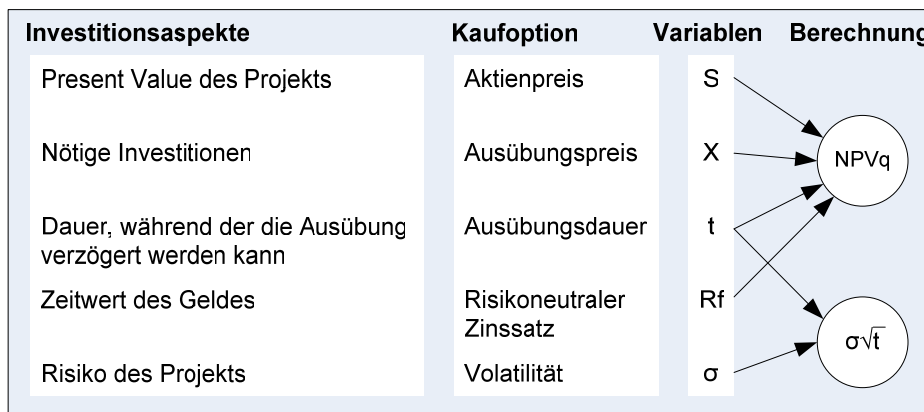 Investitionsaspekte Kaufoption Variablen Berechnung
Present Value des Projekts Aktienpreis S
Nötige Investitionen Ausübungspreis X NPVq
Dauer, während der die Ausübung Ausübungsdauer t
verzögert werden kann
Zeitwert des Geldes Risikoneutraler Rf
Zinssatz
σ√t
Risiko des Projekts Volatilität σ